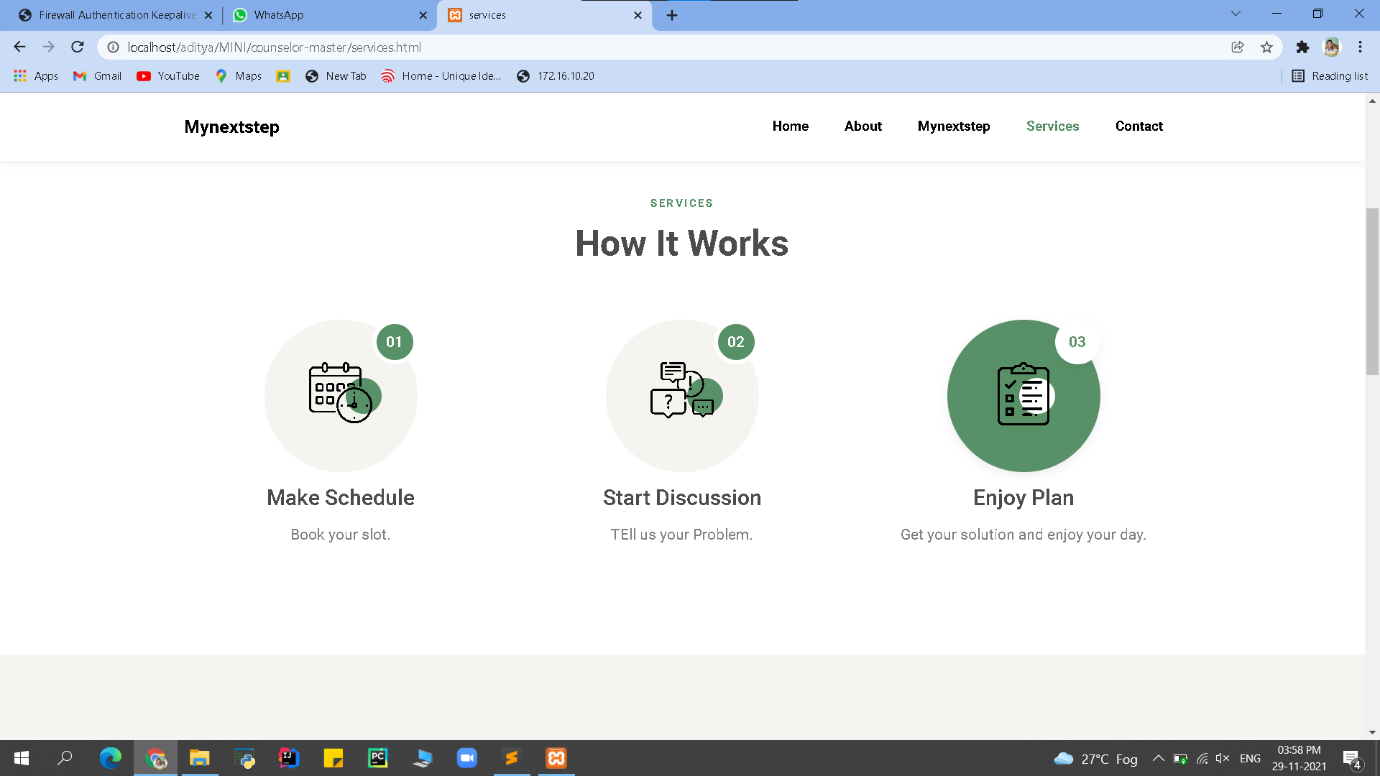 Firewall Authentication Keepalive
WhatsApp
services
localhost/aditya/MINI/counselor-master/services.html
Apps Gmail YouTube Maps New Tab Home - Unique Ide... 172.16.10.20 Reading list
Mynextstep Home About Mynextstep Services Contact
SERVICES
How It Works
01 02 03
?
!
Make Schedule Start Discussion Enjoy Plan
Book your slot. TEll us your Problem. Get your solution and enjoy your day.
IJ PC 27°C Fog ENG 03:58 PM
29-11-2021 4